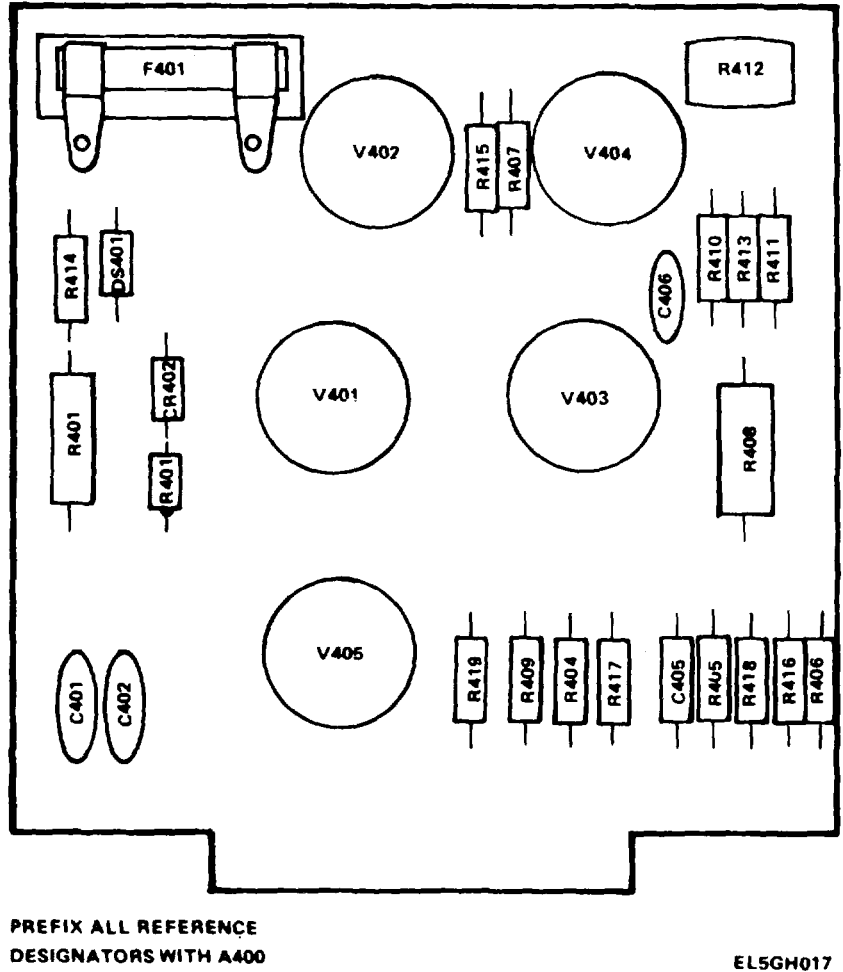 F401
R412
V402
R415
R407
V404
R414
DS401
C406
R410
R413
R411
V401
V403
R401
CR402
R401
R408
V405
C401
C402
R419
R409
R404
R417
C405
R405
R418
R416
R406
PREFIX ALL REFERENCE
DESIGNATORS WITH A400
EL5GH017